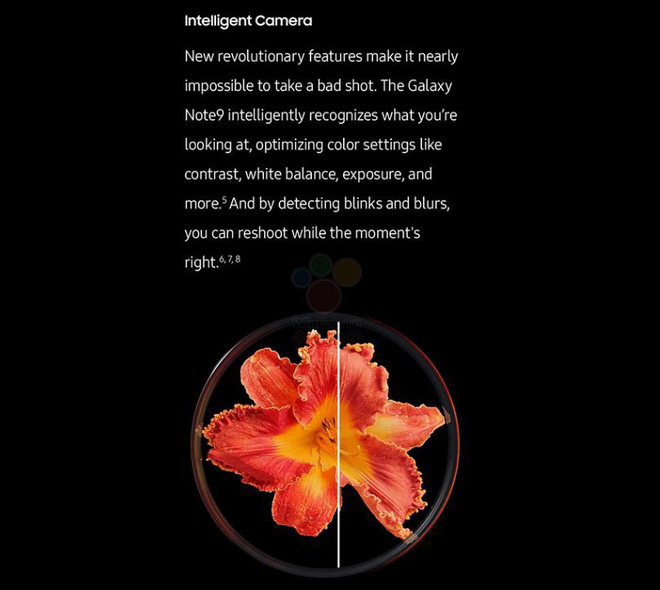 Intelligent Camera
New revolutionary features make it nearly
impossible to take a bad shot. The Galaxy
Note9 intelligently recognizes what you're
looking at, optimizing color settings like
contrast, white balance, exposure, and
more.5 And by detecting blinks and blurs,
you can reshoot while the moment's
right.6, 7, 8